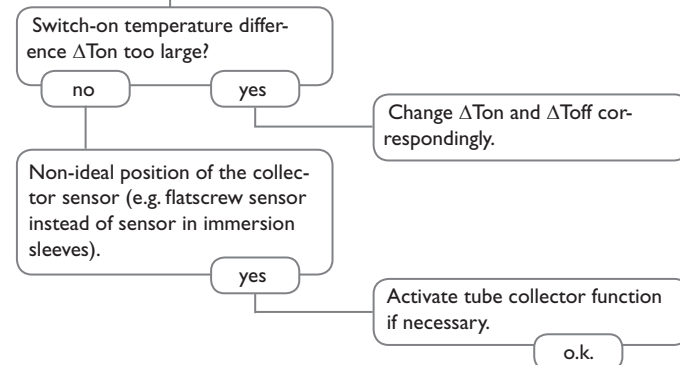 Switch-on temperature differ-
ence ΔTon too large?
no
yes
Change ΔTon and ΔToff cor-
respondingly.
Non-ideal position of the collec-
tor sensor (e.g. flatscrew sensor
instead of sensor in immersion
sleeves).
yes
Activate tube collector function
if necessary.
o.k.